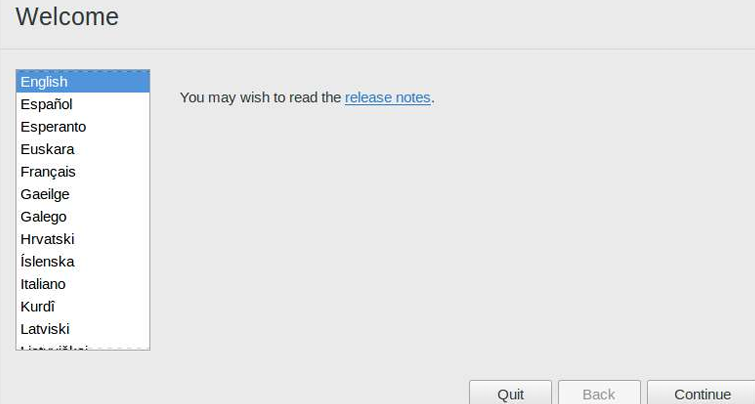 Welcome
English
Español
Esperanto
Euskara
Français
Gaeilge
Galego
Hrvatski
Íslenska
Italiano
Kurdî
Latviski
You may wish to read the release notes.
Quit
Back
Continue